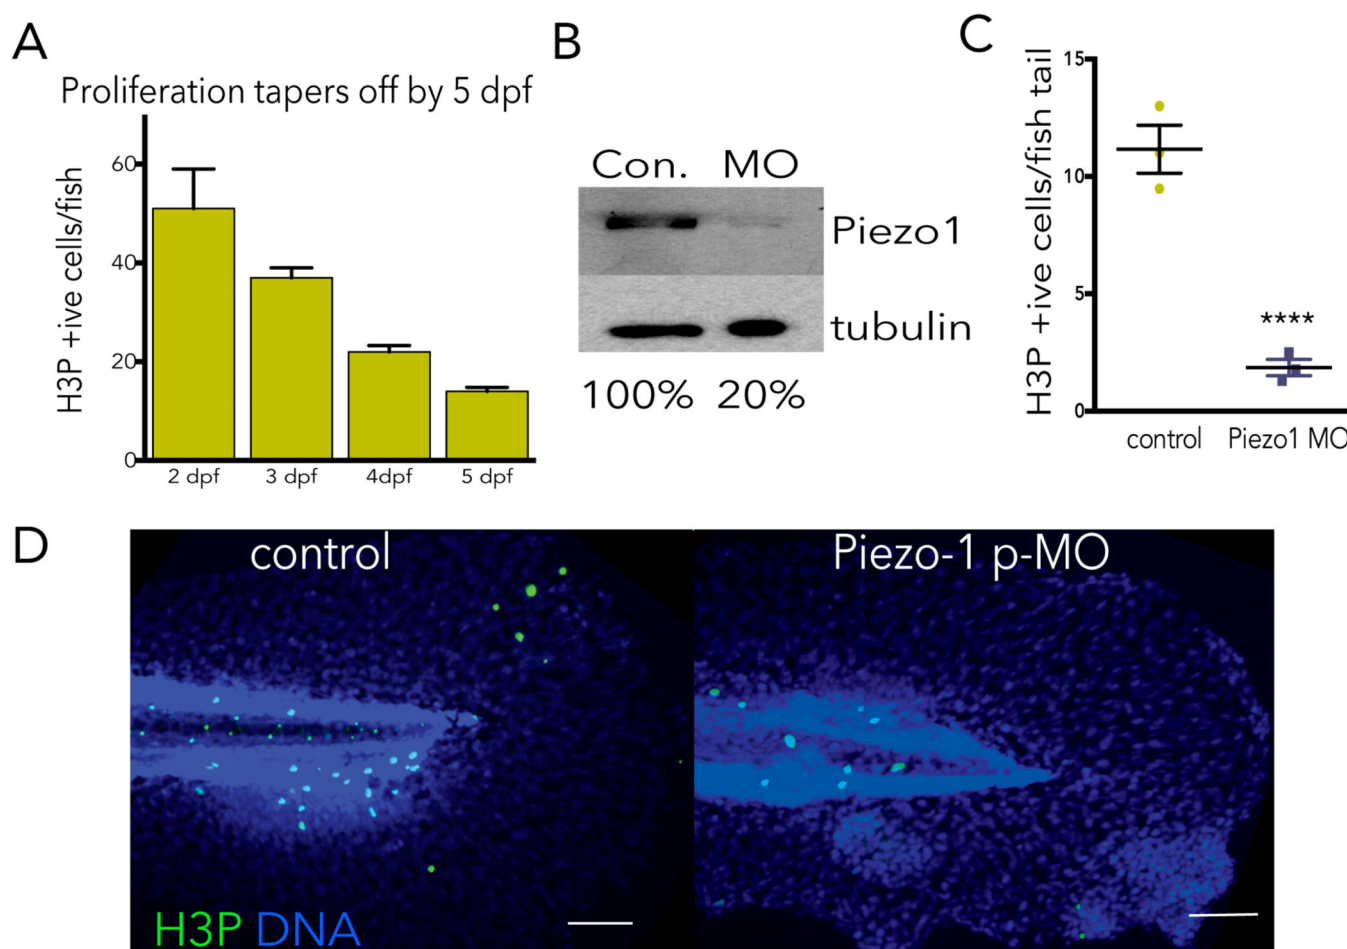 A
Proliferation tapers off by 5 dpf
H3P +ive cells/fish
60
40
20
0
2 dpf
3 dpf
4dpf
5 dpf
B
Con. MO
Piezo1
tubulin
100% 20%
C
H3P +ive cells/fish tail
15
10
5
0
****
control
Piezo1 MO
D
control
Piezo-1 p-MO
H3P DNA